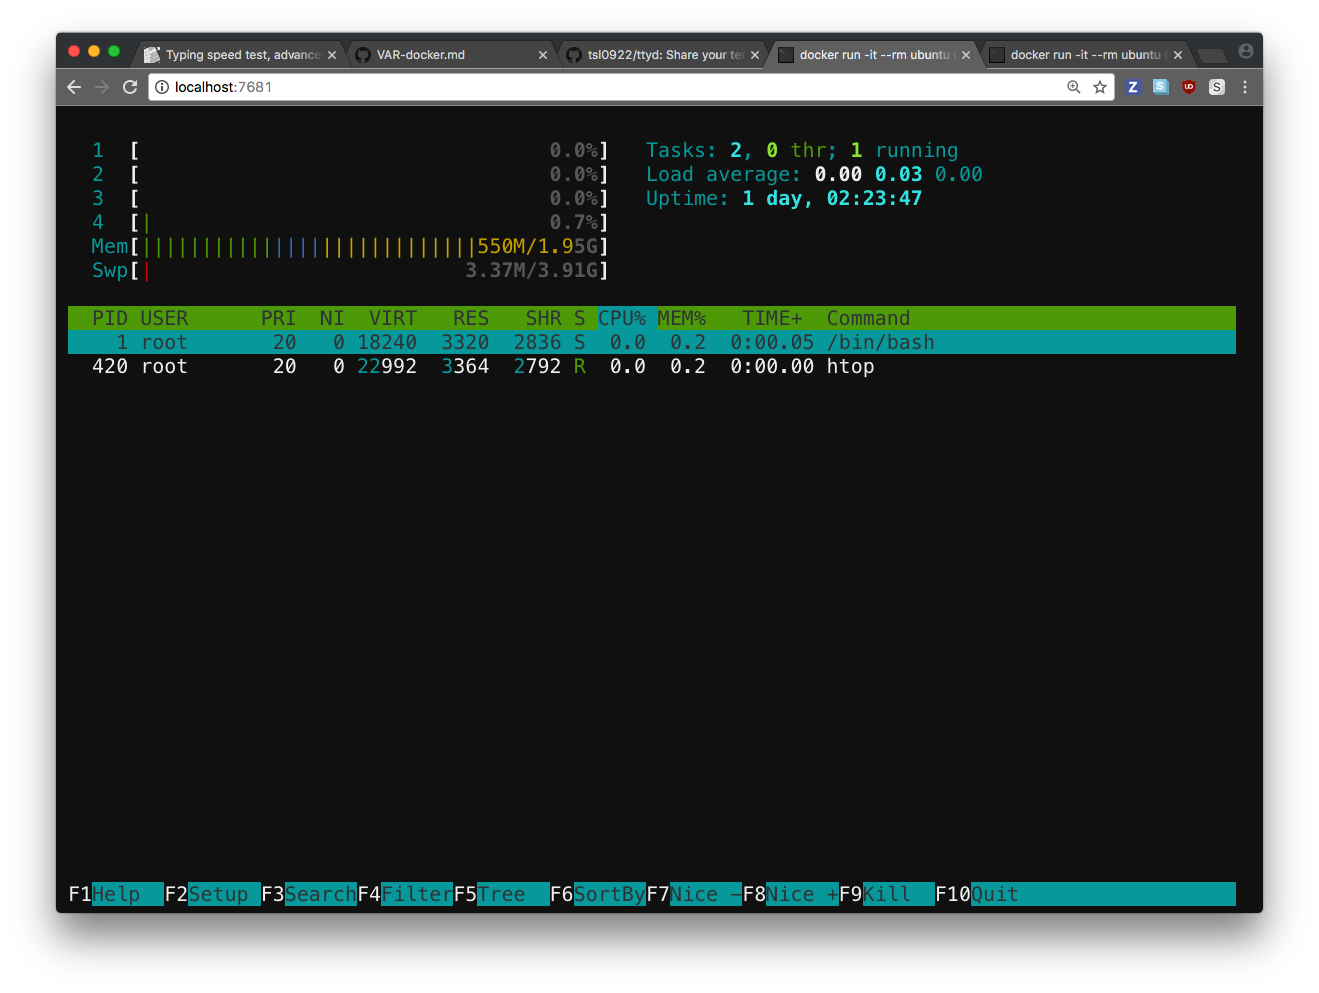 Typing speed test, advance VAR-docker.md tsl0922/ttyd: Share your te docker run -it --rm ubuntu docker run -it --rm ubuntu
localhost:7681 Z S UD S
1 [ 0.0%] Tasks: 2, 0 thr; 1 running
2 [ 0.0%] Load average: 0.00 0.03 0.00
3 [ 0.0%] Uptime: 1 day, 02:23:47
4 [| 0.7%]
Mem[||||||||||||||||||||||||||||550M/1.95G]
Swp[| 3.37M/3.91G]
PID USER PRI NI VIRT RES SHR S CPU% MEM% TIME+ Command
1 root 20 0 18240 3320 2836 S 0.0 0.2 0:00.05 /bin/bash
420 root 20 0 22992 3364 2792 R 0.0 0.2 0:00.00 htop
F1Help F2Setup F3SearchF4FilterF5Tree F6SortByF7Nice -F8Nice +F9Kill F10Quit